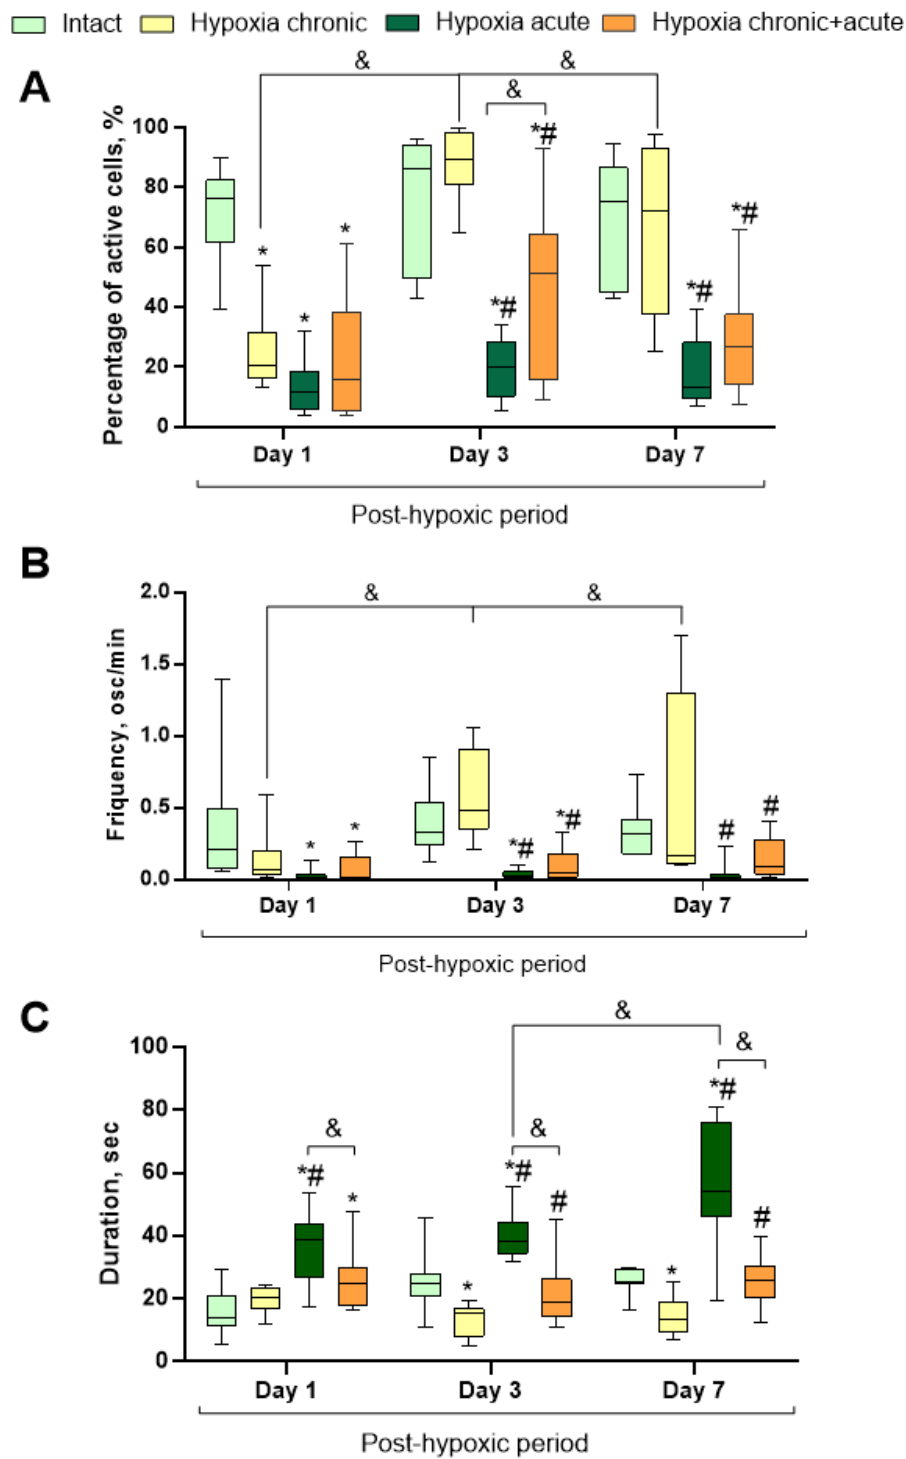 Intact Hypoxia chronic Hypoxia acute Hypoxia chronic+acute
A
& &
&
Percentage of active cells, %
100
80
60
40
20
0
* * *
*# *#
*# *#
Day 1 Day 3 Day 7
Post-hypoxic period
B
& &
Friquency, osc/min
2.0
1.5
1.0
0.5
0.0
* *
*# *#
# #
Day 1 Day 3 Day 7
Post-hypoxic period
C
&
& & &
Duration, sec
100
80
60
40
20
0
*# *
* *# #
* *# #
Day 1 Day 3 Day 7
Post-hypoxic period